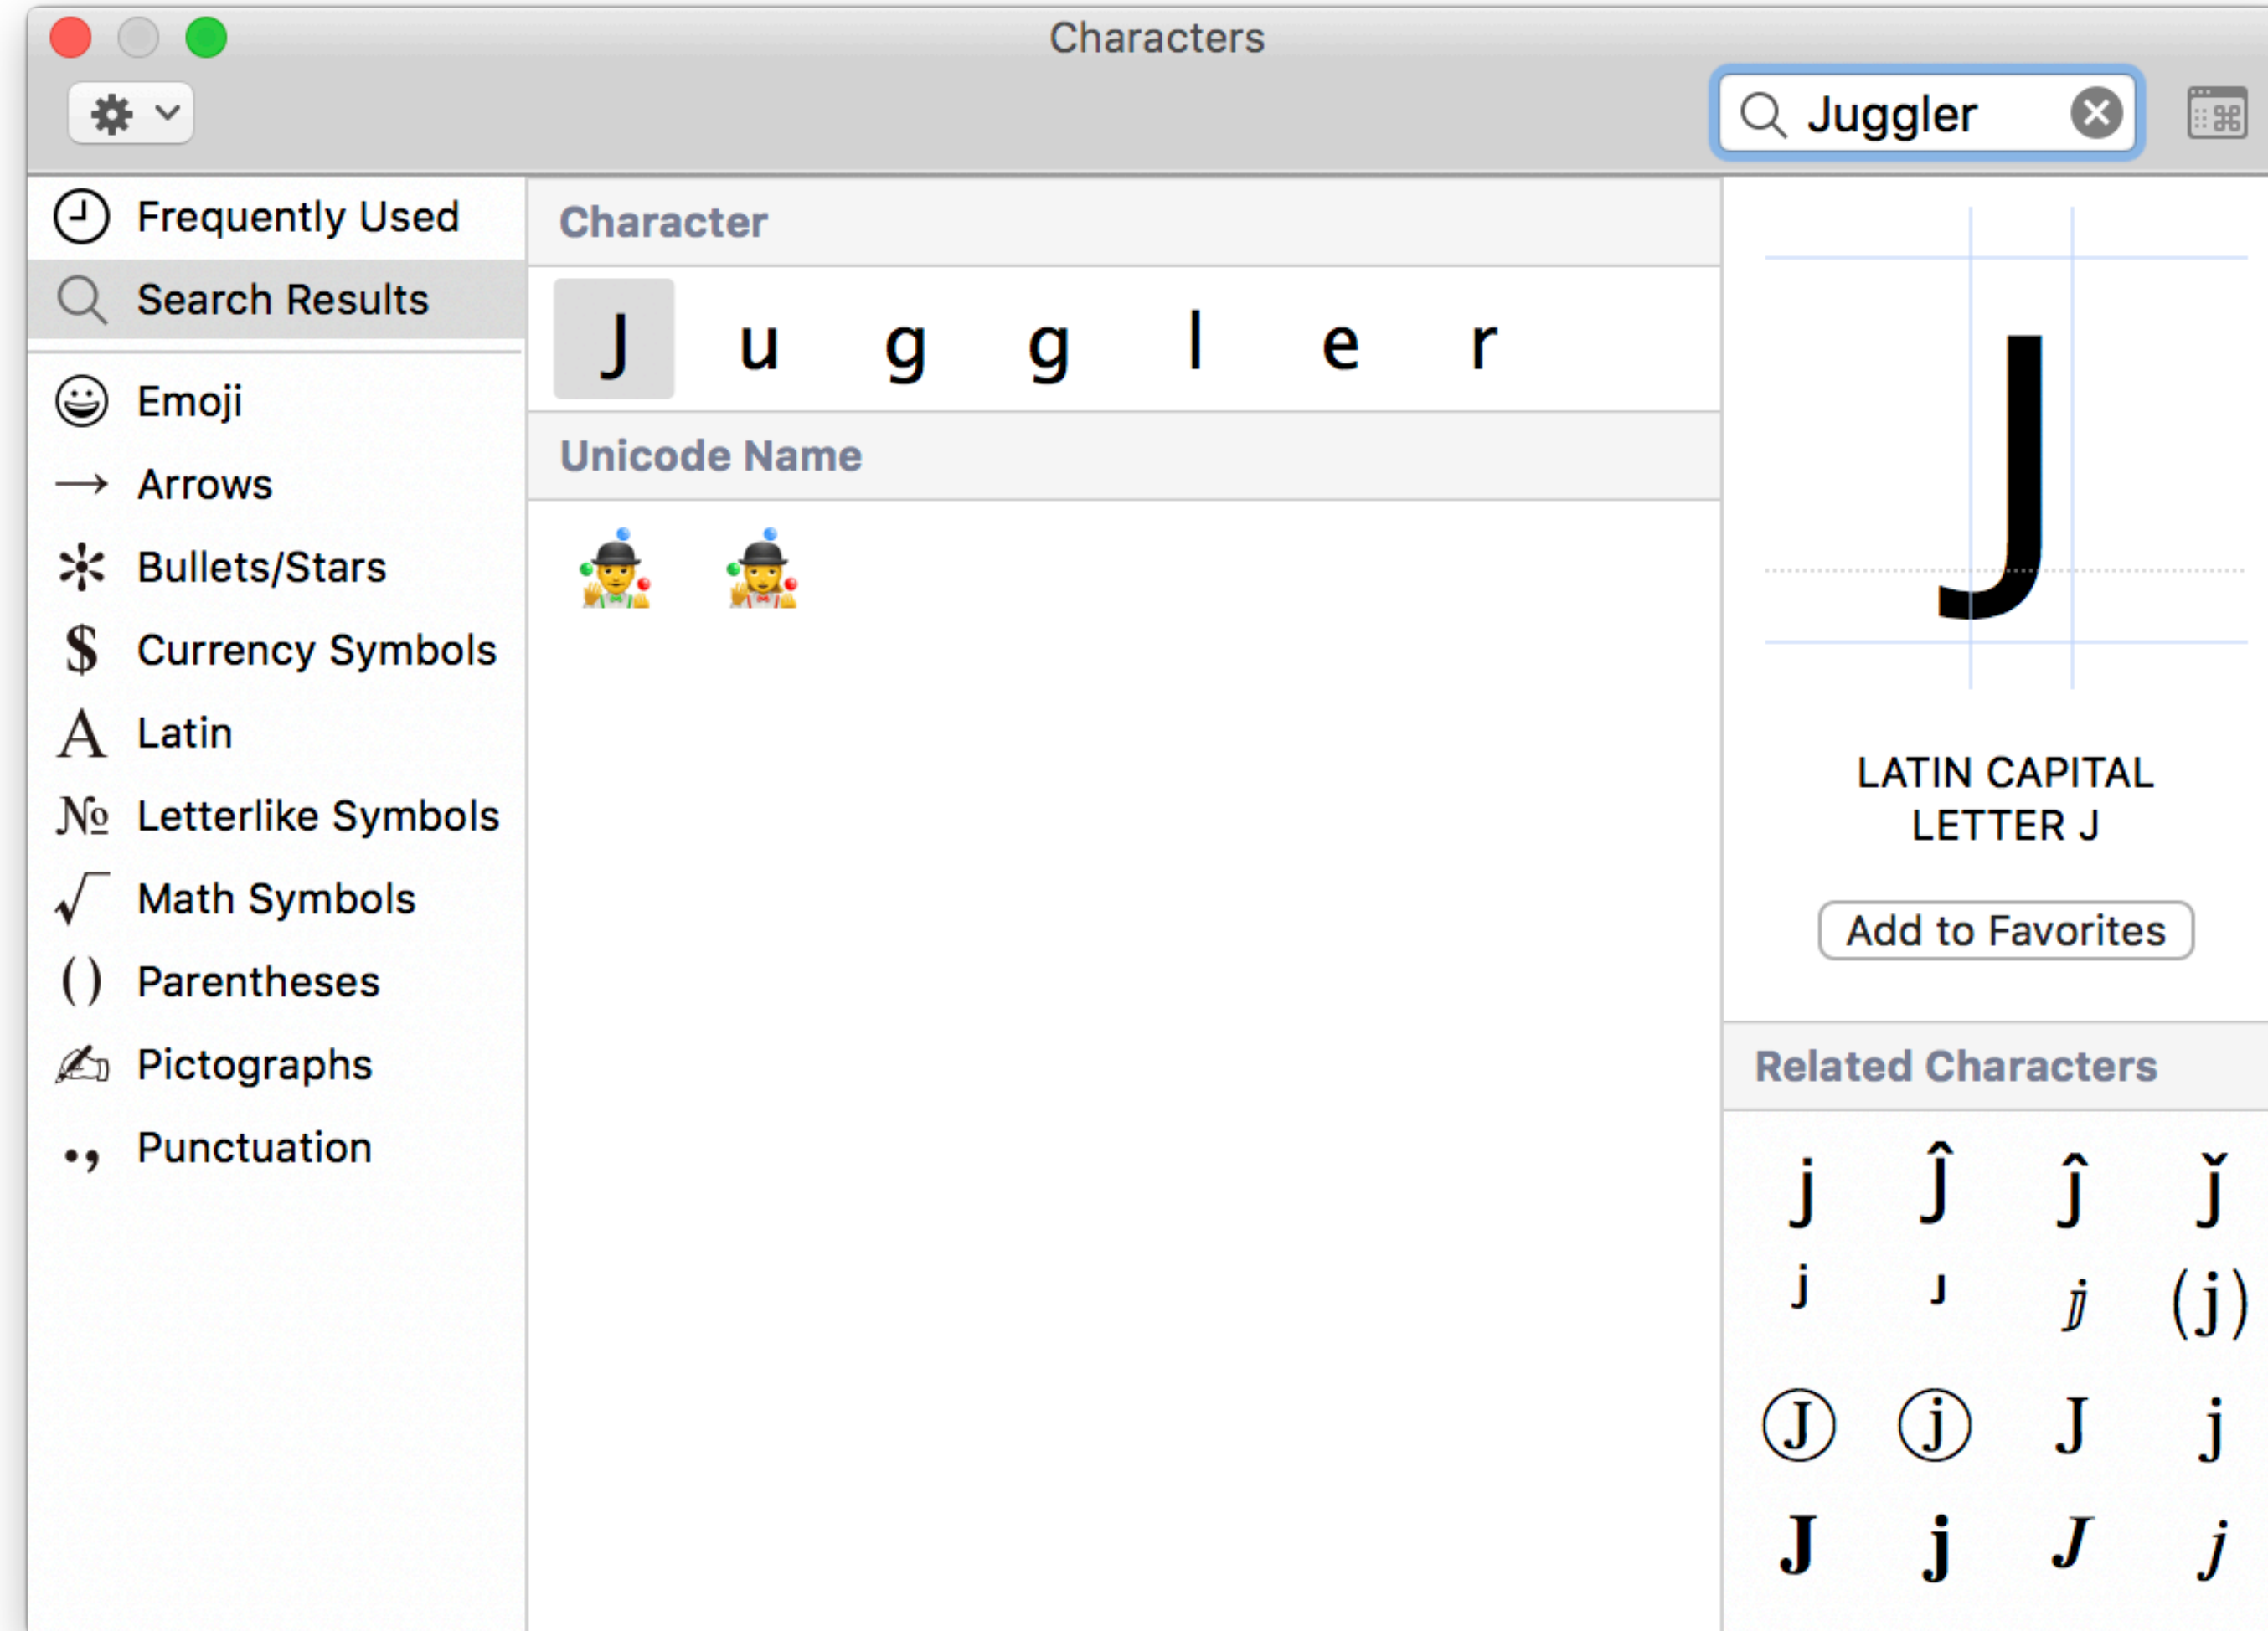 Characters
Juggler
Frequently Used
Search Results
Emoji
→ Arrows
Bullets/Stars
$ Currency Symbols
A Latin
№ Letterlike Symbols
√ Math Symbols
() Parentheses
Pictographs
., Punctuation
Character
J u g g l e r
Unicode Name
J
LATIN CAPITAL
LETTER J
Add to Favorites
Related Characters
j Ĵ ĵ ǰ
ʲ ᴶ ⅉ ⒥
Ⓙ ⓙ J j
𝐉 𝐣 𝑱 𝒋